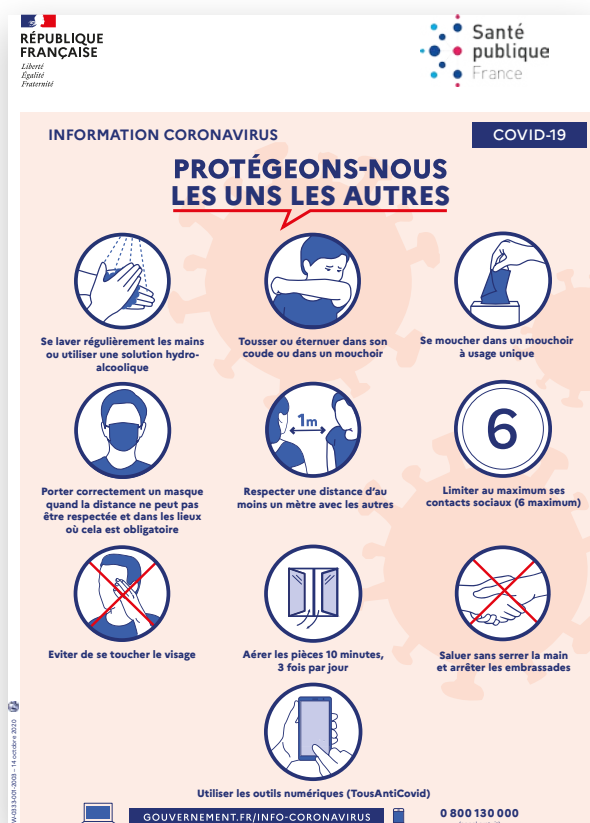 RÉPUBLIQUE
FRANÇAISE
Liberté
Égalité
Fraternité
Santé
publique
France
INFORMATION CORONAVIRUS
COVID-19
PROTÉGEONS-NOUS
LES UNS LES AUTRES
Se laver régulièrement les mains
ou utiliser une solution hydro-
alcoolique
Tousser ou éternuer dans son
coude ou dans un mouchoir
Se moucher dans un mouchoir
à usage unique
1m
6
Porter correctement un masque
quand la distance ne peut pas
être respectée et dans les lieux
où cela est obligatoire
Respecter une distance d’au
moins un mètre avec les autres
Limiter au maximum ses
contacts sociaux (6 maximum)
Eviter de se toucher le visage
Aérer les pièces 10 minutes,
3 fois par jour
Saluer sans serrer la main
et arrêter les embrassades
Utiliser les outils numériques (TousAntiCovid)
GOUVERNEMENT.FR/INFO-CORONAVIRUS
0 800 130 000
W-0333-001-2003 - 14 octobre 2020